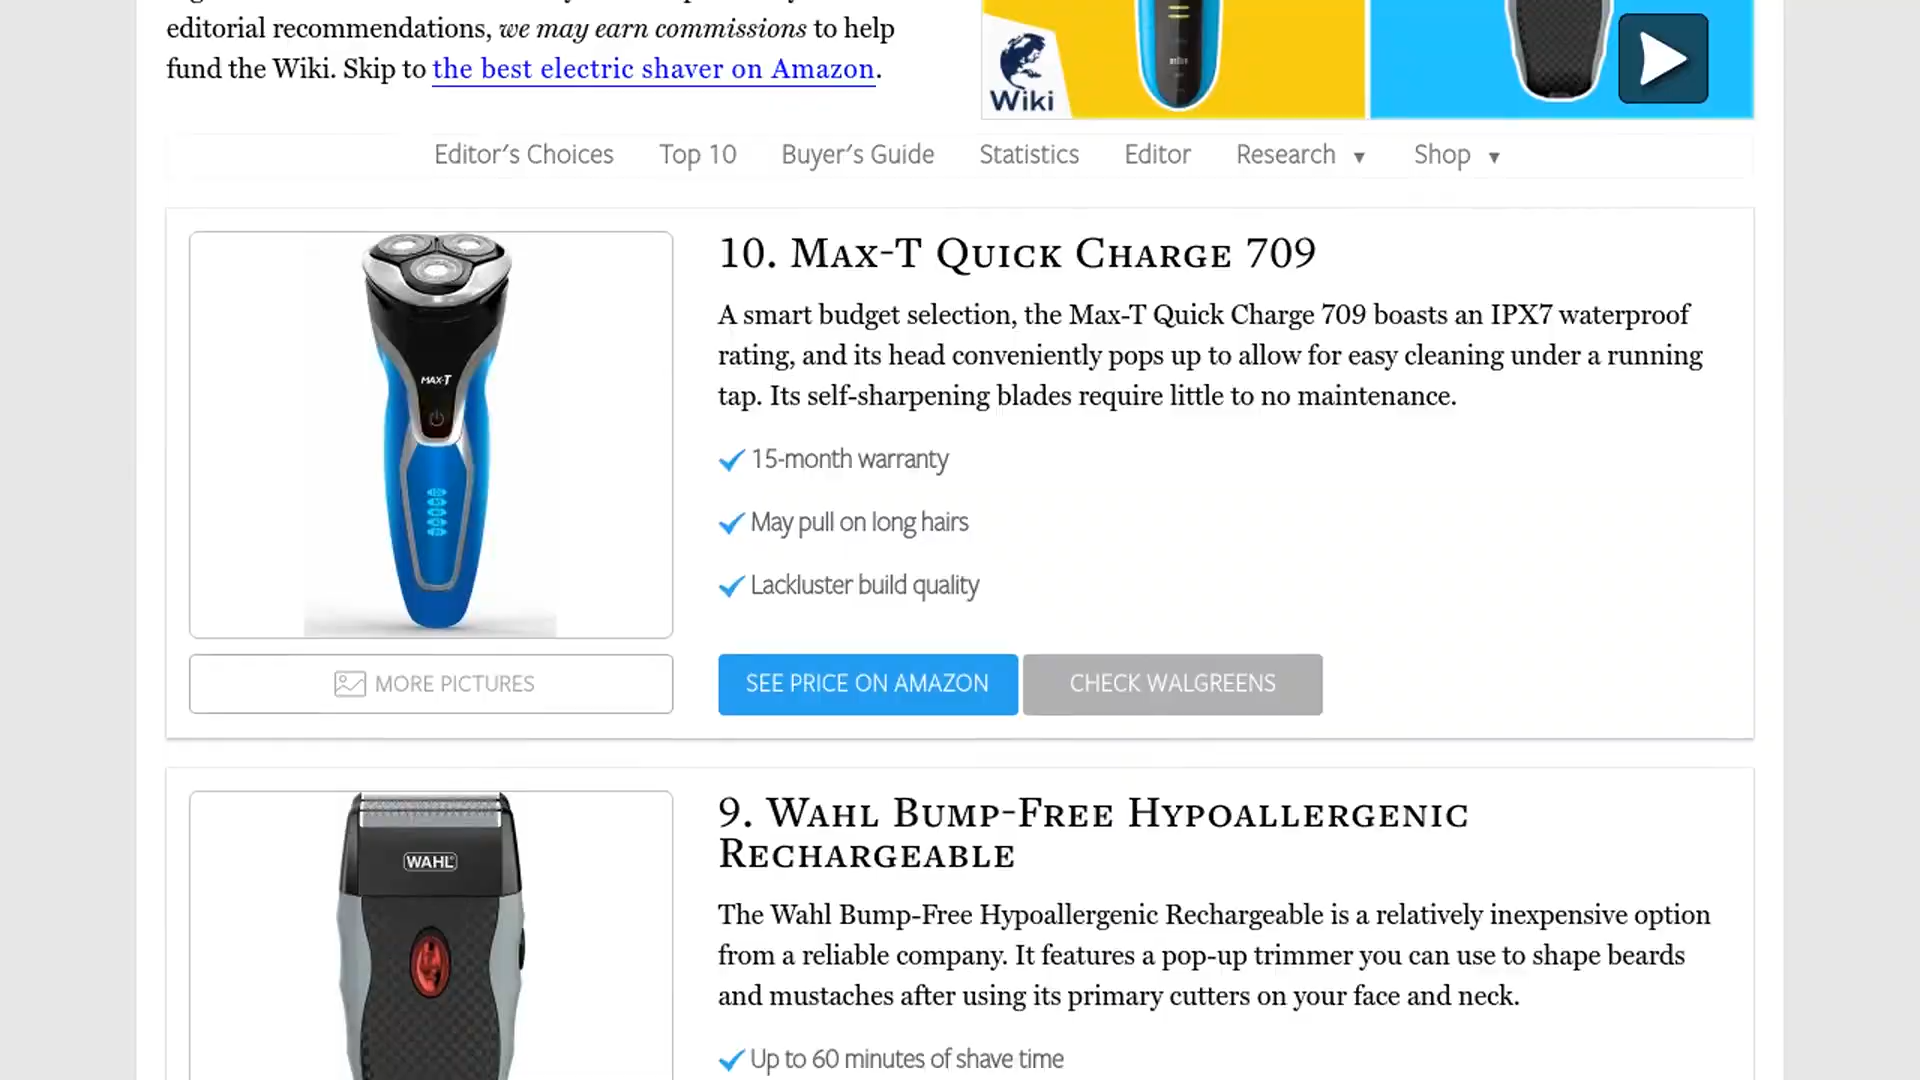 editorial recommendations, we may earn commissions to help
fund the Wiki. Skip to the best electric shaver on Amazon.
Wiki
Editor's Choices Top 10 Buyer's Guide Statistics Editor Research ▼ Shop ▼
10. Max-T Quick Charge 709
A smart budget selection, the Max-T Quick Charge 709 boasts an IPX7 waterproof
rating, and its head conveniently pops up to allow for easy cleaning under a running
tap. Its self-sharpening blades require little to no maintenance.
MAX-T
15-month warranty
May pull on long hairs
Lackluster build quality
MORE PICTURES
SEE PRICE ON AMAZON
CHECK WALGREENS
9. Wahl Bump-Free Hypoallergenic
Rechargeable
WAHL
The Wahl Bump-Free Hypoallergenic Rechargeable is a relatively inexpensive option
from a reliable company. It features a pop-up trimmer you can use to shape beards
and mustaches after using its primary cutters on your face and neck.
Up to 60 minutes of shave time